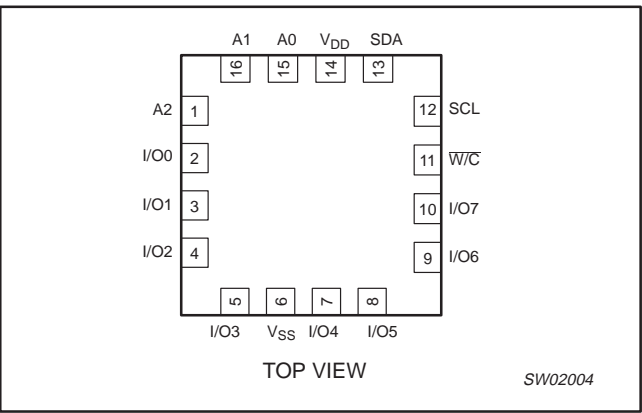 A1 A0 VDD SDA
16 15 14 13
A2 1 12 SCL
I/O0 2 11 W/C
I/O1 3 10 I/O7
I/O2 4 9 I/O6
5 6 7 8
I/O3 VSS I/O4 I/O5
TOP VIEW
SW02004